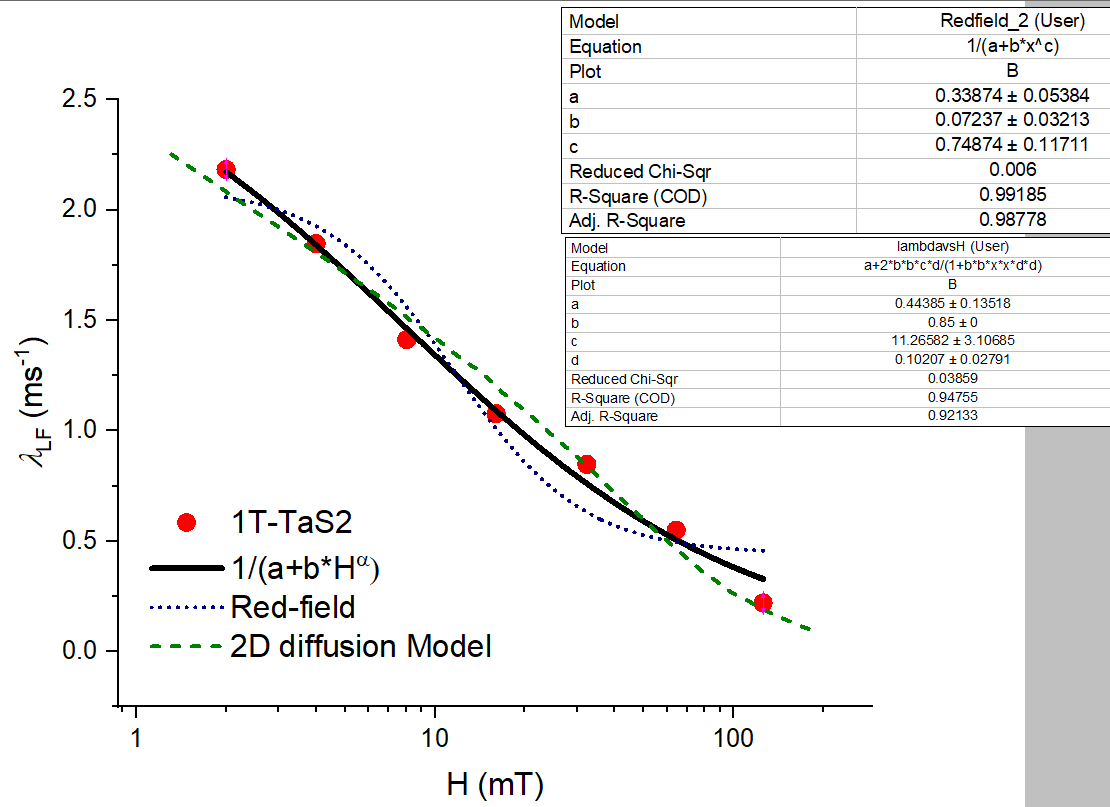 Model Redfield_2 (User)
Equation 1/(a+b*x^c)
Plot B
a 0.33874 ± 0.05384
b 0.07237 ± 0.03213
c 0.74874 ± 0.11711
Reduced Chi-Sqr 0.006
R-Square (COD) 0.99185
Adj. R-Square 0.98778
Model lambdavsH (User)
Equation a+2*b*b*c*d/(1+b*b*x*x*d*d)
Plot B
a 0.44385 ± 0.13518
b 0.85 ± 0
c 11.26582 ± 3.10685
d 0.10207 ± 0.02791
Reduced Chi-Sqr 0.03859
R-Square (COD) 0.94755
Adj. R-Square 0.92133
2.5
2.0
1.5
1.0
0.5
0.0
λLF (ms-1)
1T-TaS2
1/(a+b*Hα)
Red-field
2D diffusion Model
1 10 100
H (mT)